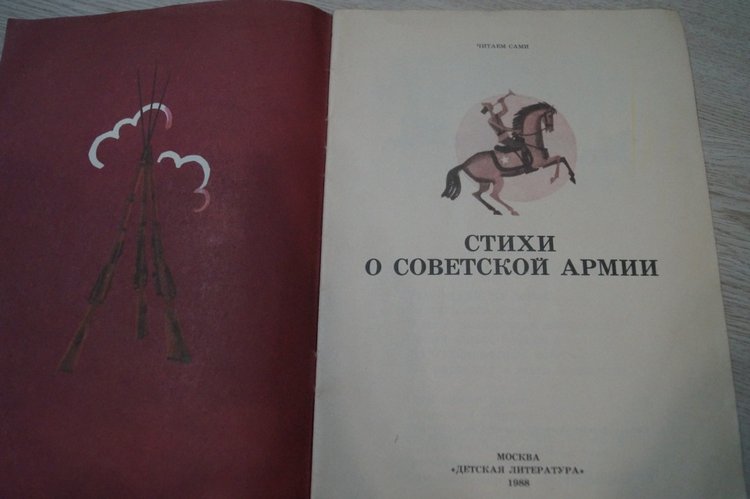 ЧИТАЕМ САМИ
СТИХИ
О СОВЕТСКОЙ АРМИИ
МОСКВА
«ДЕТСКАЯ ЛИТЕРАТУРА»
1988